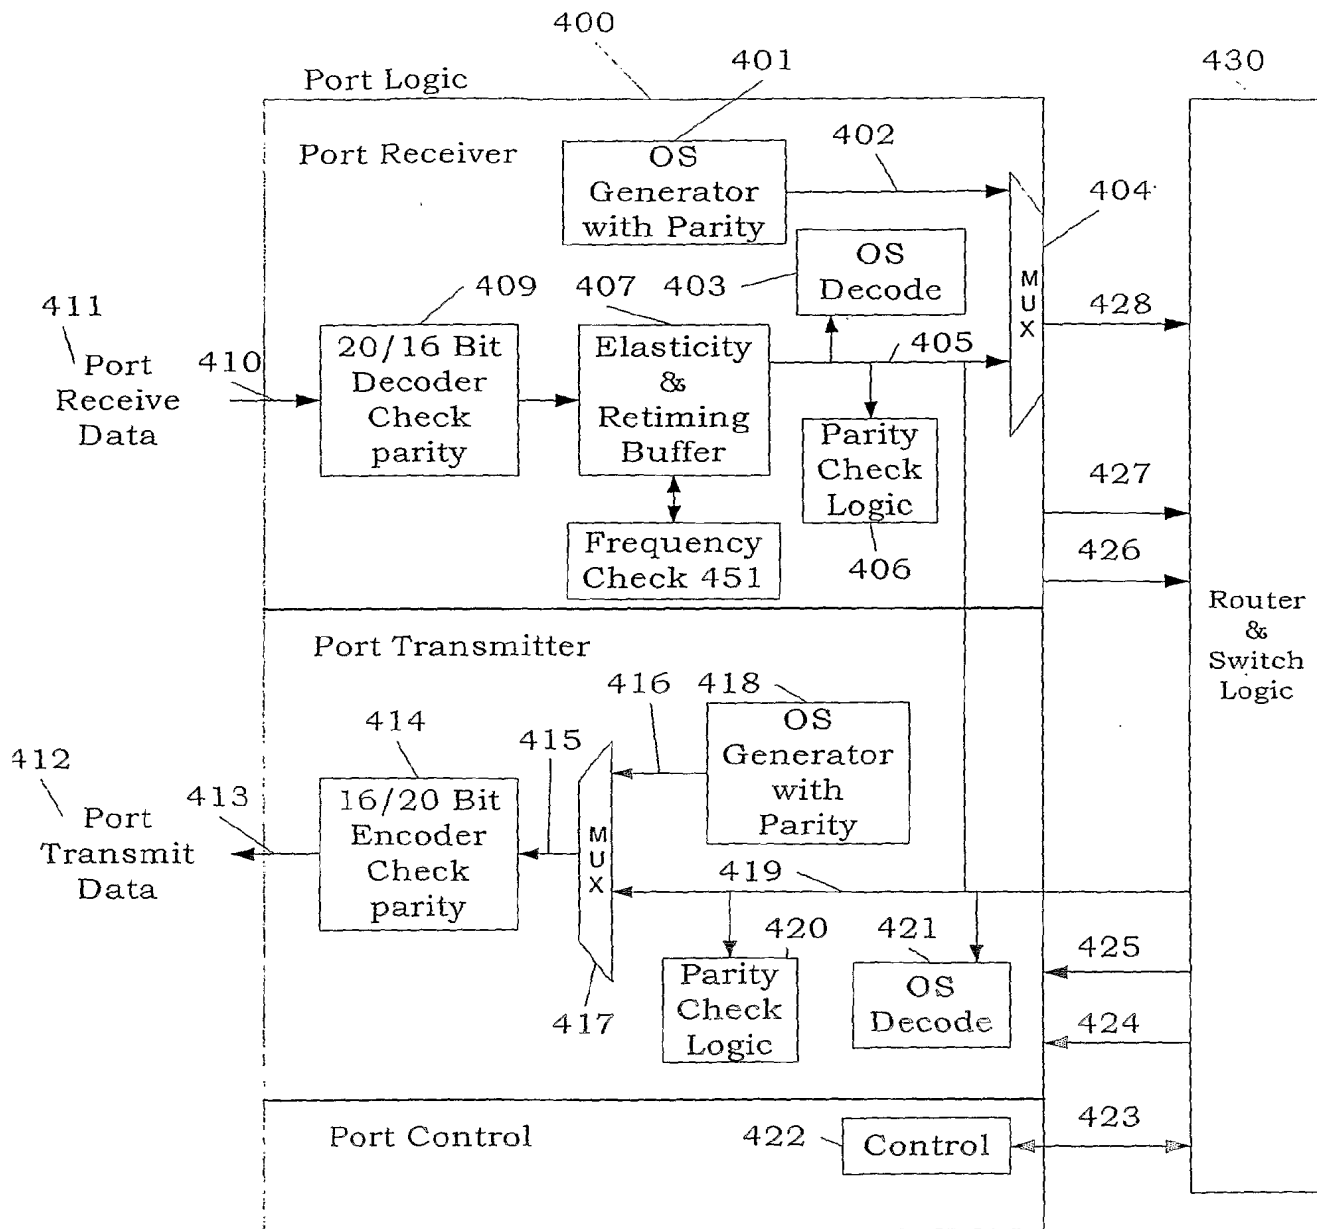 400
401
430
Port Logic
Port Receiver
OS
Generator
with Parity
402
404
OS
Decode
MUX
409
407
403
428
411
Port
Receive
Data
410
20/16 Bit
Decoder
Check
parity
Elasticity
&
Retiming
Buffer
405
Parity
Check
Logic
427
Frequency
Check 451
406
426
Router
&
Switch
Logic
Port Transmitter
416
418
OS
Generator
with
Parity
414
415
412
Port
Transmit
Data
413
16/20 Bit
Encoder
Check
parity
MUX
419
420
421
425
Parity
Check
Logic
OS
Decode
417
424
Port Control
422
Control
423